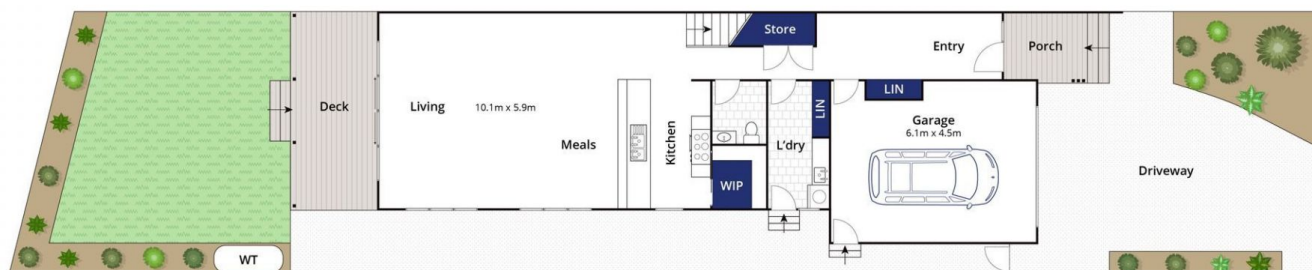 Store
Entry
Porch
Deck
Living
10.1m x 5.9m
Meals
Kitchen
LIN
LIN
Garage
6.1m x 4.5m
L'dry
WIP
Driveway
WT